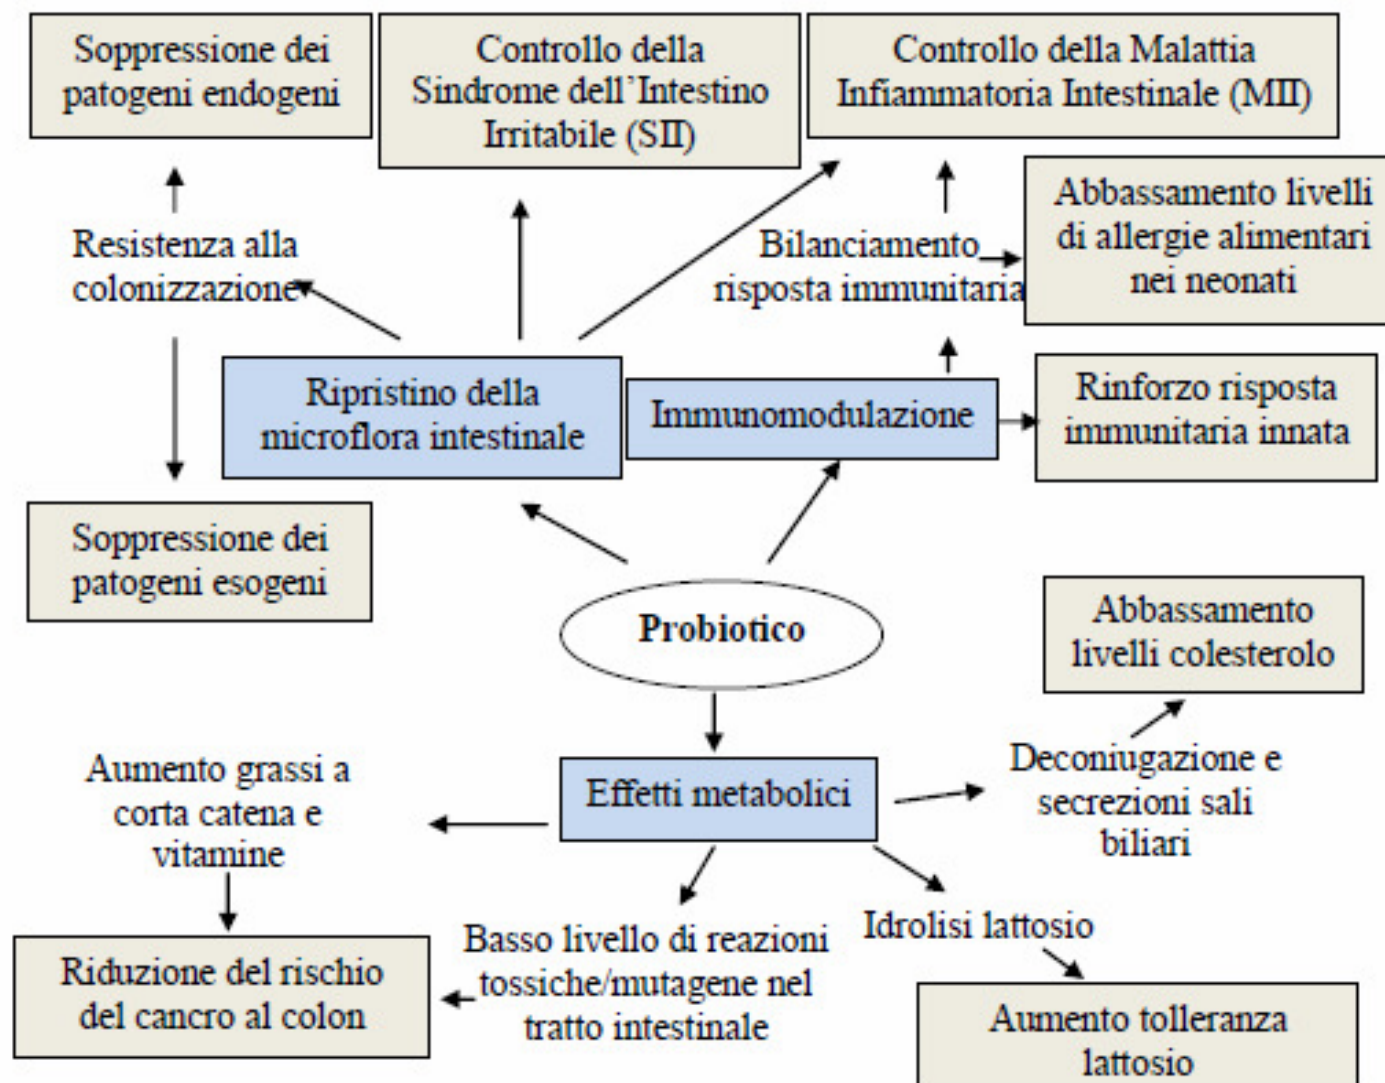 Soppressione dei
patogeni endogeni
Controllo della
Sindrome dell’Intestino
Irritabile (SII)
Controllo della Malattia
Infiammatoria Intestinale (MII)
Resistenza alla
colonizzazione
Bilanciamento
risposta immunitaria
Abbassamento livelli
di allergie alimentari
nei neonati
Ripristino della
microflora intestinale
Immunomodulazione
Rinforzo risposta
immunitaria innata
Soppressione dei
patogeni esogeni
Probiotico
Abbassamento
livelli colesterolo
Aumento grassi a
corta catena e
vitamine
Effetti metabolici
Deconiugazione e
secrezioni sali
biliari
Riduzione del rischio
del cancro al colon
Basso livello di reazioni
tossiche/mutagene nel
tratto intestinale
Idrolisi lattosio
Aumento tolleranza
lattosio